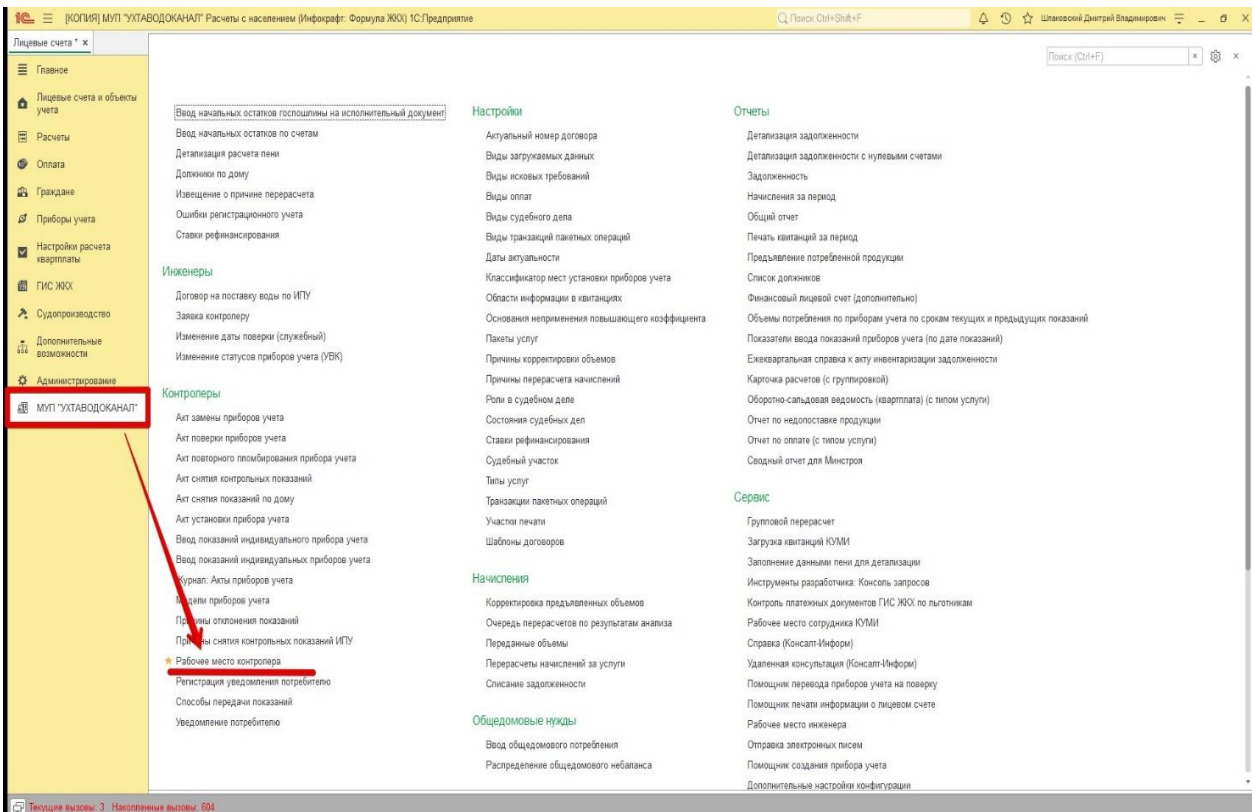 [КОПИЯ] МУП "УХТАВОДОКАНАЛ" Расчеты с населением (Инфокрафт: Формула ЖКХ) 1С:Предприятие
Поиск Ctrl+Shift+F
Шпаковский Дмитрий Владимирович
Лицевые счета * x
Поиск (Ctrl+F)
Главное
Лицевые счета и объекты
учета
Расчеты
Оплата
Граждане
Приборы учета
Настройки расчета
квартплаты
ГИС ЖКХ
Судопроизводство
Дополнительные
возможности
Администрирование
МУП "УХТАВОДОКАНАЛ"
Ввод начальных остатков госпошлины на исполнительный документ
Ввод начальных остатков по счетам
Детализация расчета пени
Должники по дому
Извещение о причине перерасчета
Ошибки регистрационного учета
Ставки рефинансирования
Инженеры
Договор на поставку воды по ИПУ
Заявка контролеру
Изменение даты поверки (служебный)
Изменение статусов приборов учета (УВК)
Контролеры
Акт замены приборов учета
Акт поверки приборов учета
Акт повторного пломбирования прибора учета
Акт снятия контрольных показаний
Акт снятия показаний по дому
Акт установки прибора учета
Ввод показаний индивидуального прибора учета
Ввод показаний индивидуальных приборов учета
Журнал: Акты приборов учета
Модели приборов учета
Причины отклонения показаний
Причины снятия контрольных показаний ИПУ
Рабочее место контролера
Регистрация уведомления потребителю
Способы передачи показаний
Уведомление потребителю
Настройки
Актуальный номер договора
Виды загружаемых данных
Виды исковых требований
Виды оплат
Виды судебного дела
Виды транзакций пакетных операций
Даты актуальности
Классификатор мест установки приборов учета
Области информации в квитанциях
Основания неприменения повышающего коэффициента
Пакеты услуг
Причины корректировки объемов
Причины перерасчета начислений
Роли в судебном деле
Состояния судебных дел
Ставки рефинансирования
Судебный участок
Типы услуг
Транзакции пакетных операций
Участки печати
Шаблоны договоров
Начисления
Корректировка предъявленных объемов
Очередь перерасчетов по результатам анализа
Переданные объемы
Перерасчеты начислений за услуги
Списание задолженности
Общедомовые нужды
Ввод общедомового потребления
Распределение общедомового небаланса
Отчеты
Детализация задолженности
Детализация задолженности с нулевыми счетами
Задолженность
Начисления за период
Общий отчет
Печать квитанций за период
Предъявление потребленной продукции
Список должников
Финансовый лицевой счет (дополнительно)
Объемы потребления по приборам учета по срокам текущих и предыдущих показаний
Показатели ввода показаний приборов учета (по дате показаний)
Ежеквартальная справка к акту инвентаризации задолженности
Карточка расчетов (с группировкой)
Оборотно-сальдовая ведомость (квартплата) (с типом услуги)
Отчет по недопоставке продукции
Отчет по оплате (с типом услуги)
Сводный отчет для Минстроя
Сервис
Групповой перерасчет
Загрузка квитанций КУМИ
Заполнение данными пени для детализации
Инструменты разработчика: Консоль запросов
Контроль платежных документов ГИС ЖКХ по льготникам
Рабочее место сотрудника КУМИ
Справка (Консалт-Информ)
Удаленная консультация (Консалт-Информ)
Помощник перевода приборов учета на поверку
Помощник печати информации о лицевом счете
Рабочее место инженера
Отправка электронных писем
Помощник создания прибора учета
Дополнительные настройки конфигурации
Текущие вызовы: 3 Накопленные вызовы: 604